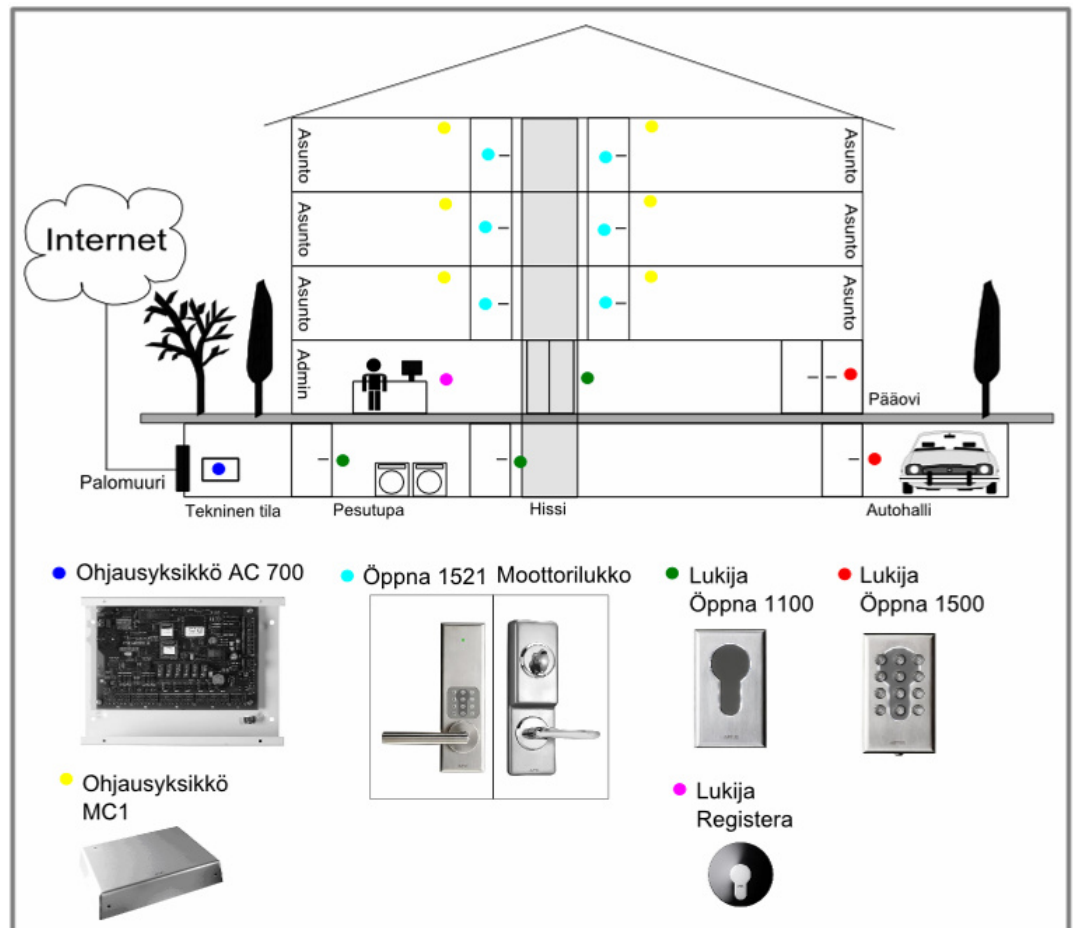 Asunto
Asunto
Asunto
Asunto
Internet
Asunto
Asunto
Admin
Pääovi
Palomuuri
Tekninen tila
Pesutupa
Hissi
Autohalli
Ohjausyksikkö AC 700
Öppna 1521 Moottorilukko
Lukija
Öppna 1100
Lukija
Öppna 1500
Ohjausyksikkö
MC1
Lukija
Registera